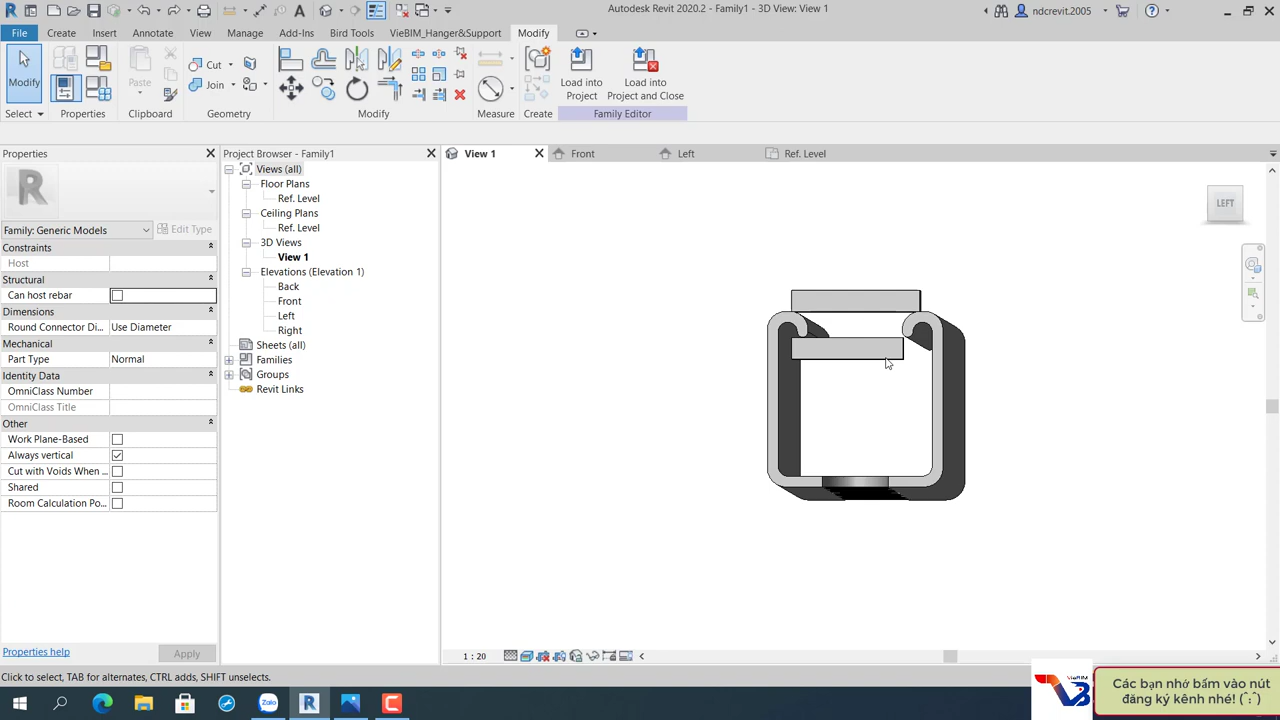 Autodesk Revit 2020.2 - Family1 - 3D View: View 1
ndcrevit.2005
File
Create
Insert
Annotate
View
Manage
Add-Ins
Bird Tools
VieBIM_Hanger&Support
Modify
Modify
Paste
Cut
Join
Load into
Project
Load into
Project and Close
Select
Properties
Clipboard
Geometry
Modify
Measure
Create
Family Editor
Properties
Family: Generic Models
Edit Type
Constraints
Host
Structural
Can host rebar
Dimensions
Round Connector Di...
Use Diameter
Mechanical
Part Type
Normal
Identity Data
OmniClass Number
OmniClass Title
Other
Work Plane-Based
Always vertical
Cut with Voids When ...
Shared
Room Calculation Po...
Properties help
Apply
Project Browser - Family1
Views (all)
Floor Plans
Ref. Level
Ceiling Plans
Ref. Level
3D Views
View 1
Elevations (Elevation 1)
Back
Front
Left
Right
Sheets (all)
Families
Groups
Revit Links
View 1
Front
Left
Ref. Level
LEFT
1 : 20
Click to select, TAB for alternates, CTRL adds, SHIFT unselects.
Zalo
VieBIM
Các bạn nhớ bấm vào nút
đăng ký kênh nhé! (ˆ:ˆ)